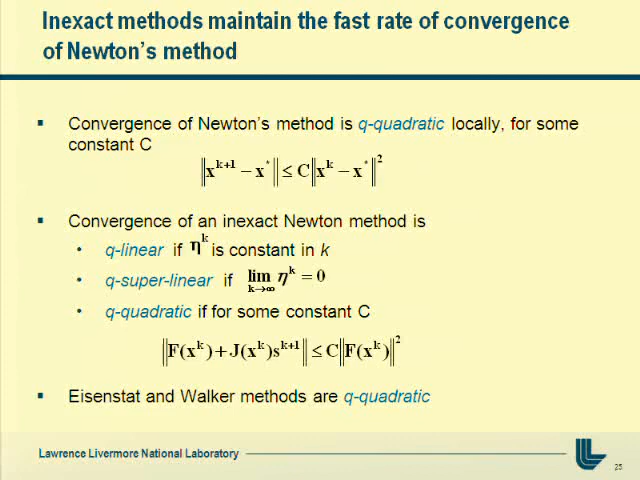 Inexact methods maintain the fast rate of convergence
of Newton's method
▪ Convergence of Newton's method is q-quadratic locally, for some
constant C
‖x^{k+1} − x^*‖ ≤ C‖x^k − x^*‖^2
▪ Convergence of an inexact Newton method is
• q-linear if η^k is constant in k
• q-super-linear if lim_{k→∞} η^k = 0
• q-quadratic if for some constant C
‖F(x^k) + J(x^k)s^{k+1}‖ ≤ C‖F(x^k)‖^2
▪ Eisenstat and Walker methods are q-quadratic
Lawrence Livermore National Laboratory
25